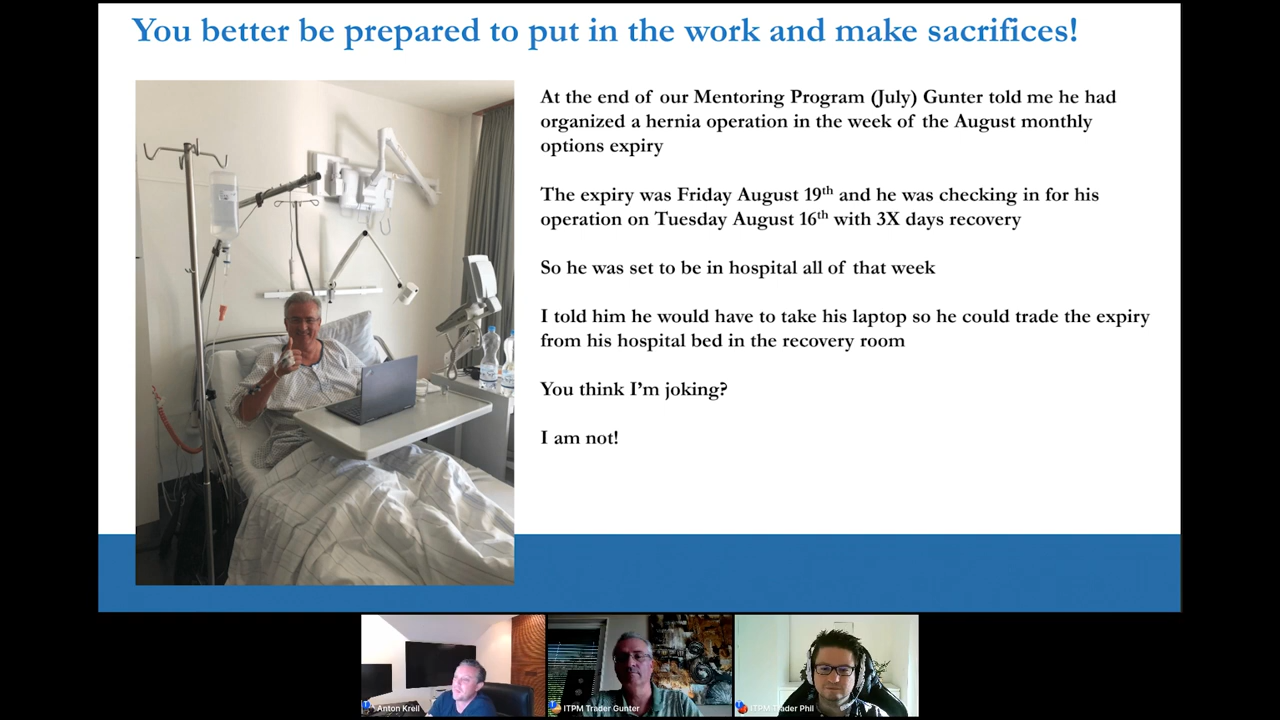 You better be prepared to put in the work and make sacrifices!
At the end of our Mentoring Program (July) Gunter told me he had
organized a hernia operation in the week of the August monthly
options expiry
The expiry was Friday August 19th and he was checking in for his
operation on Tuesday August 16th with 3X days recovery
So he was set to be in hospital all of that week
I told him he would have to take his laptop so he could trade the expiry
from his hospital bed in the recovery room
You think I'm joking?
I am not!
Anton Kreil
ITPM Trader Gunter
ITPM Trader Phil